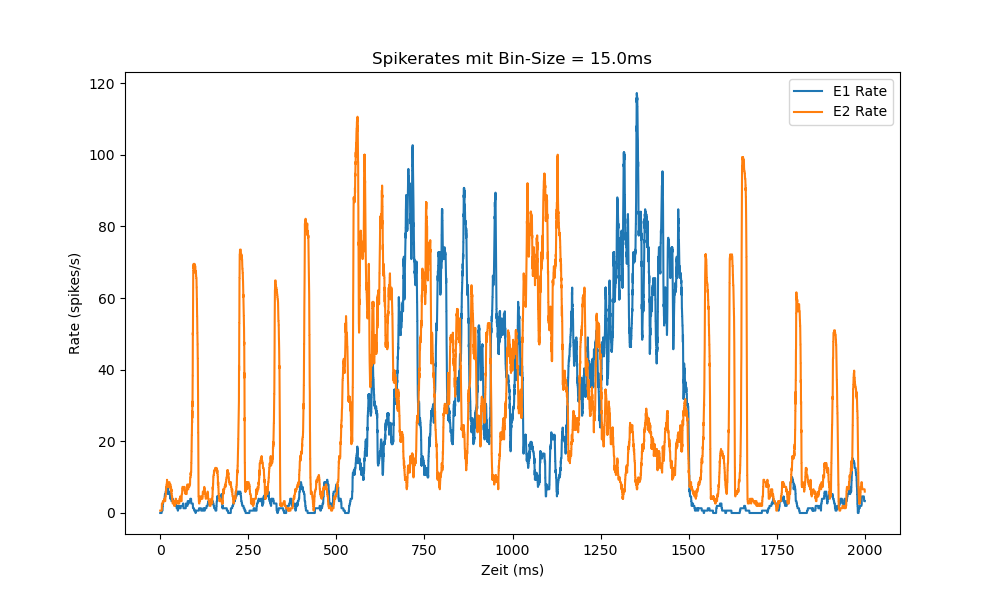 Spikerates mit Bin-Size = 15.0ms
E1 Rate
E2 Rate
Rate (spikes/s)
120
100
80
60
40
20
0
0 250 500 750 1000 1250 1500 1750 2000
Zeit (ms)